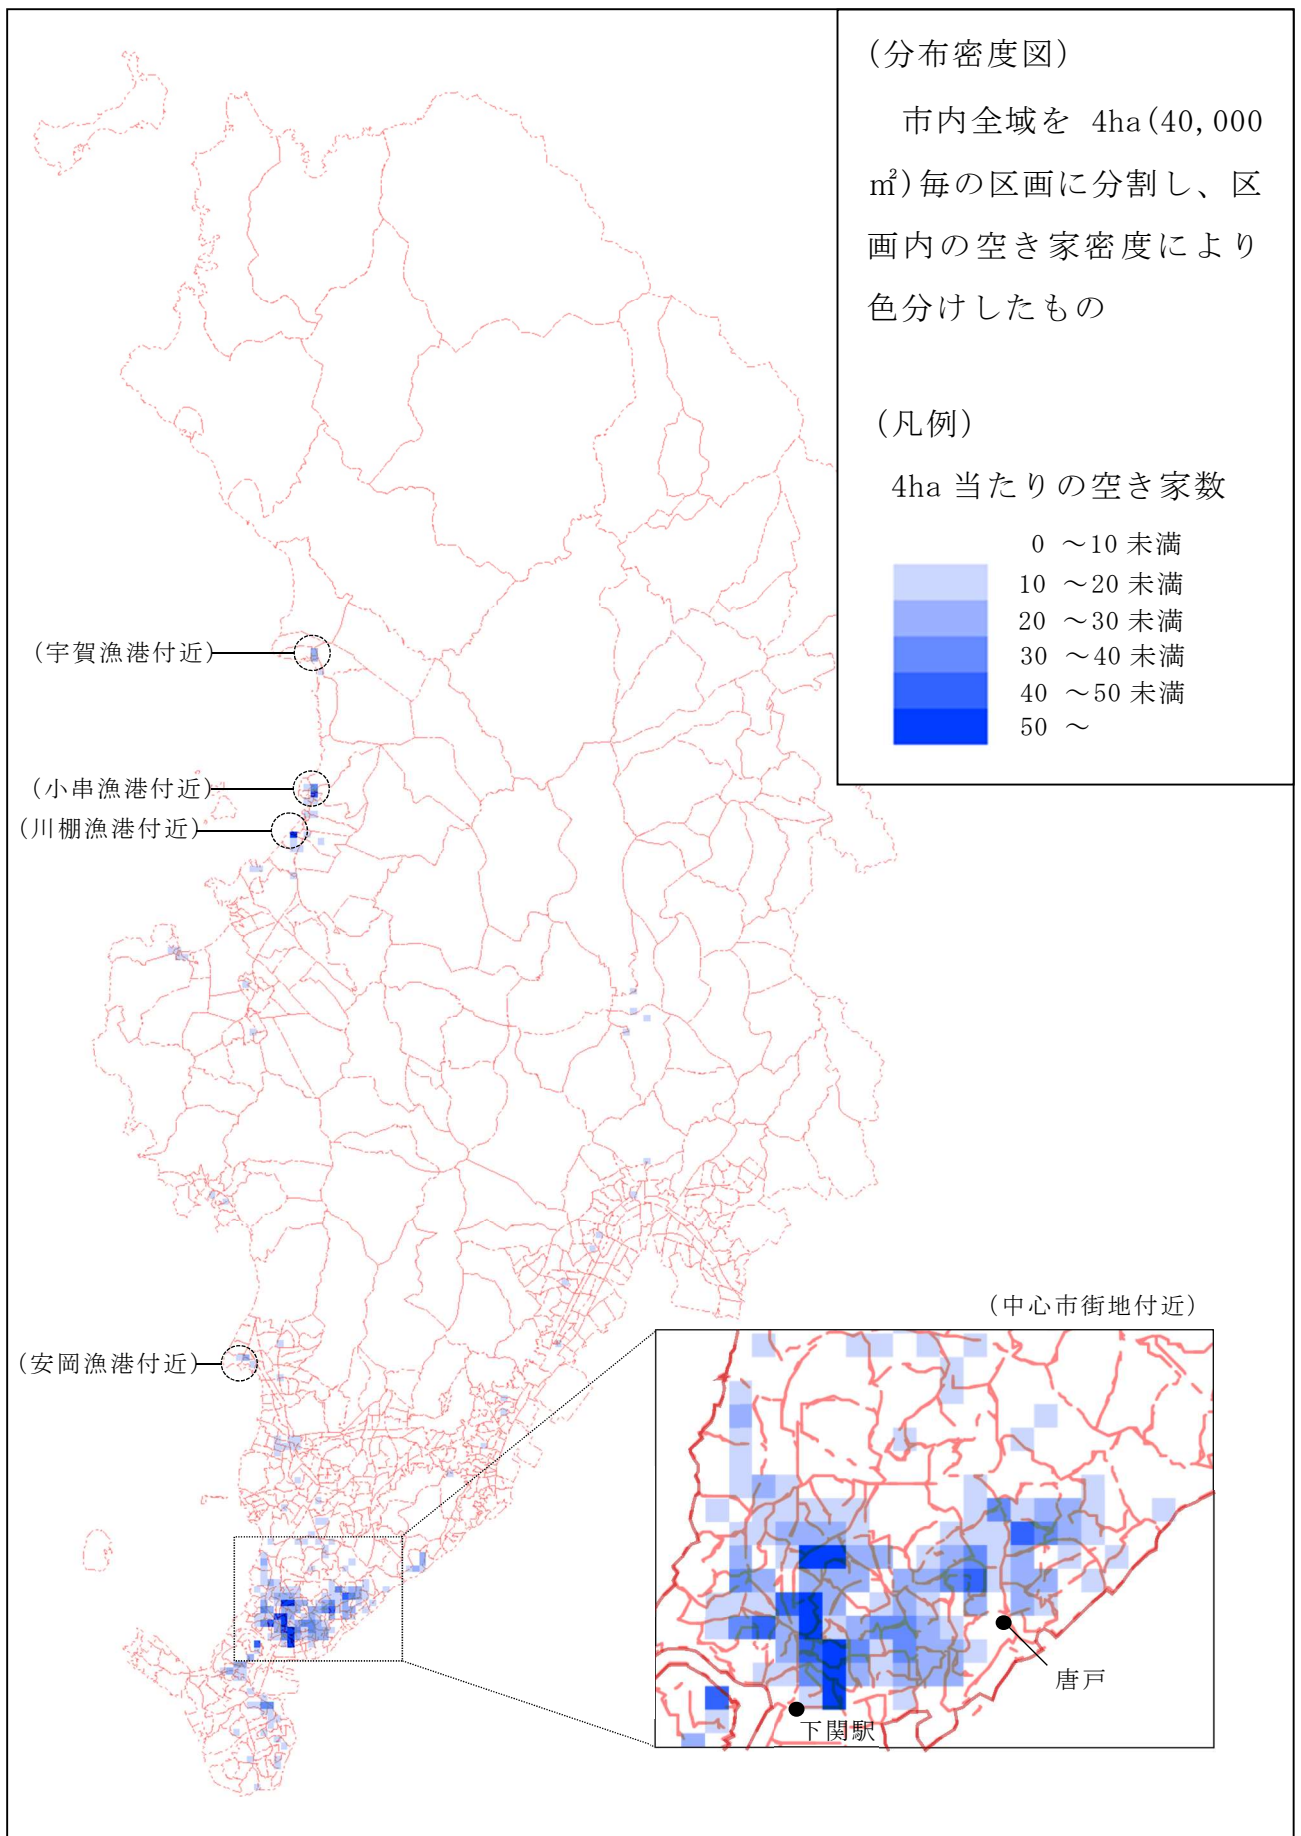 (分布密度図)
市内全域を 4ha(40,000
㎡)毎の区画に分割し、区
画内の空き家密度により
色分けしたもの
(凡例)
4ha 当たりの空き家数
0 ～10 未満
10 ～20 未満
20 ～30 未満
30 ～40 未満
40 ～50 未満
50 ～
(宇賀漁港付近)
(小串漁港付近)
(川棚漁港付近)
(安岡漁港付近)
(中心市街地付近)
唐戸
下関駅